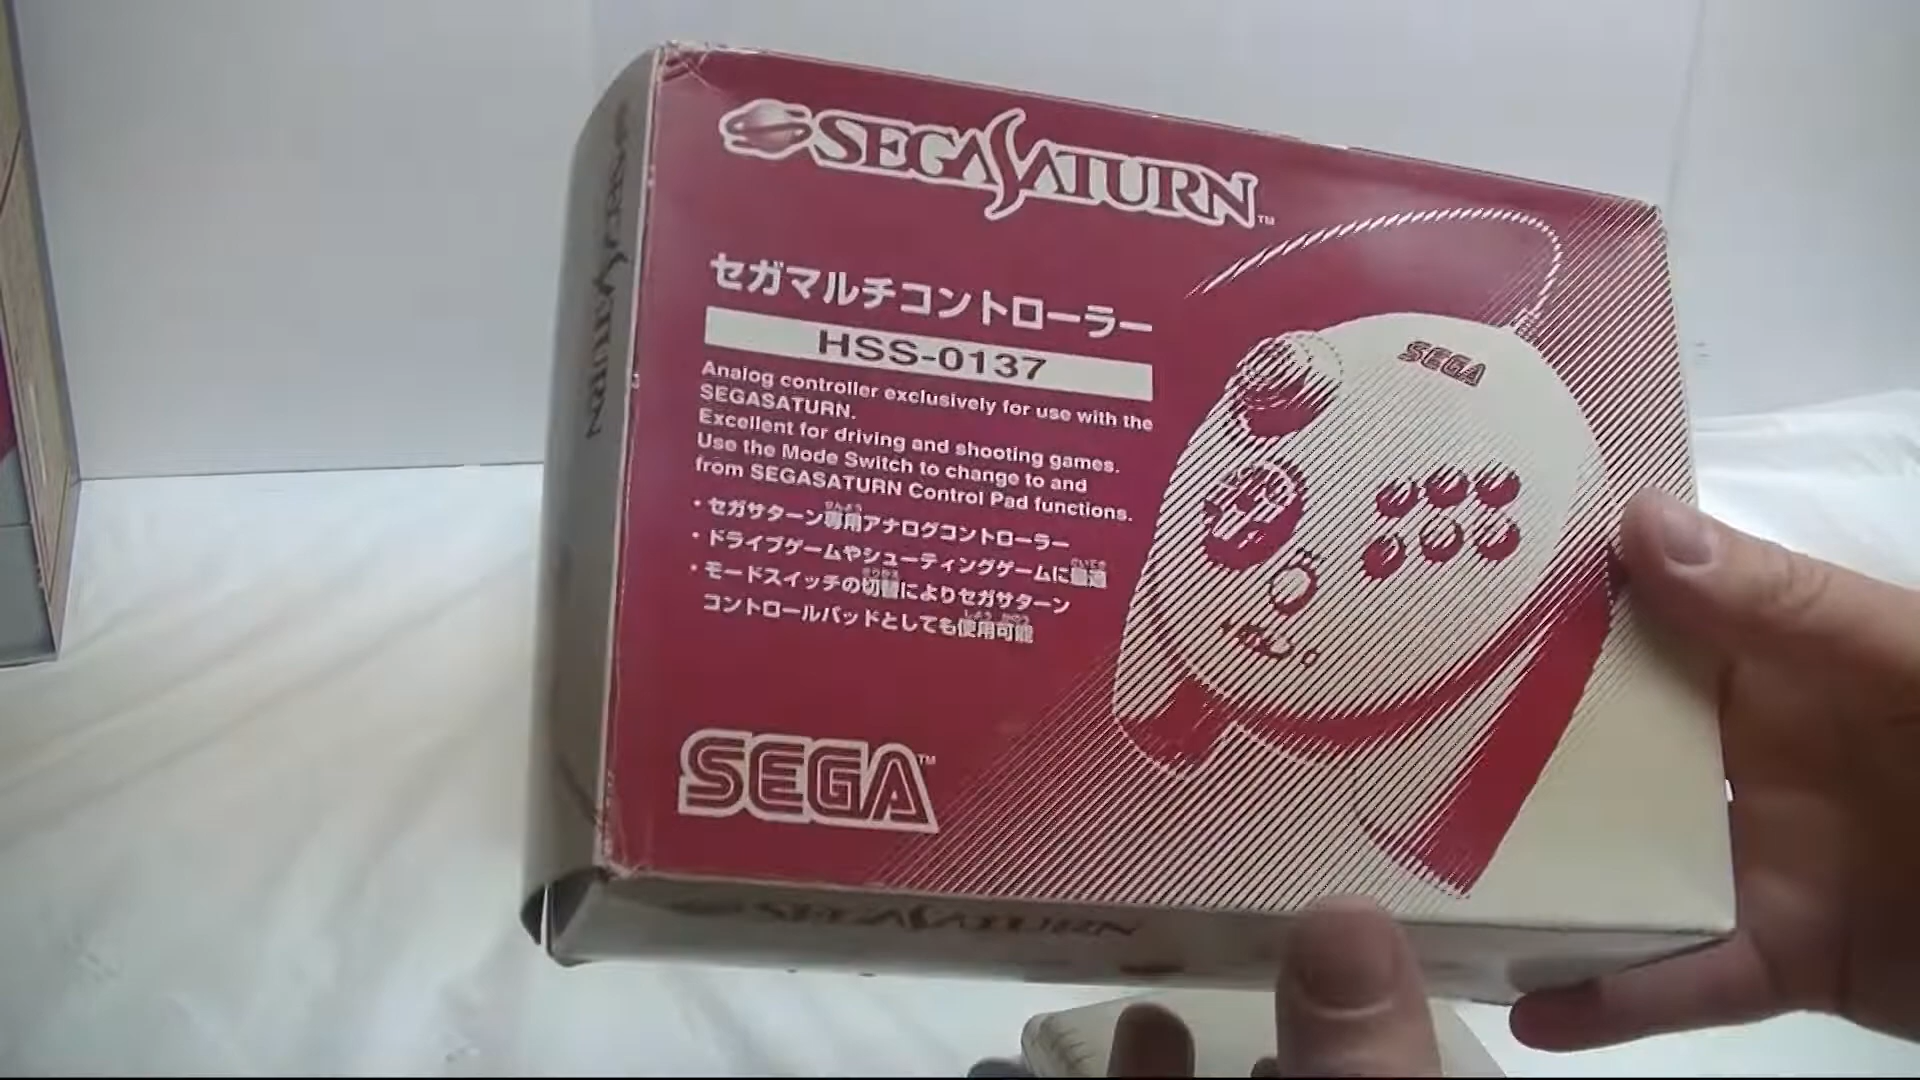 SEGASATURN™
セガマルチコントローラー
HSS-0137
Analog controller exclusively for use with the
SEGASATURN.
Excellent for driving and shooting games.
Use the Mode Switch to change to and
from SEGASATURN Control Pad functions.
・セガサターン専用アナログコントローラー
・ドライブゲームやシューティングゲームに最適
・モードスイッチの切替によりセガサターン
コントロールパッドとしても使用可能
SEGA™
SEGA
SEGASATURN
SEGASATURN